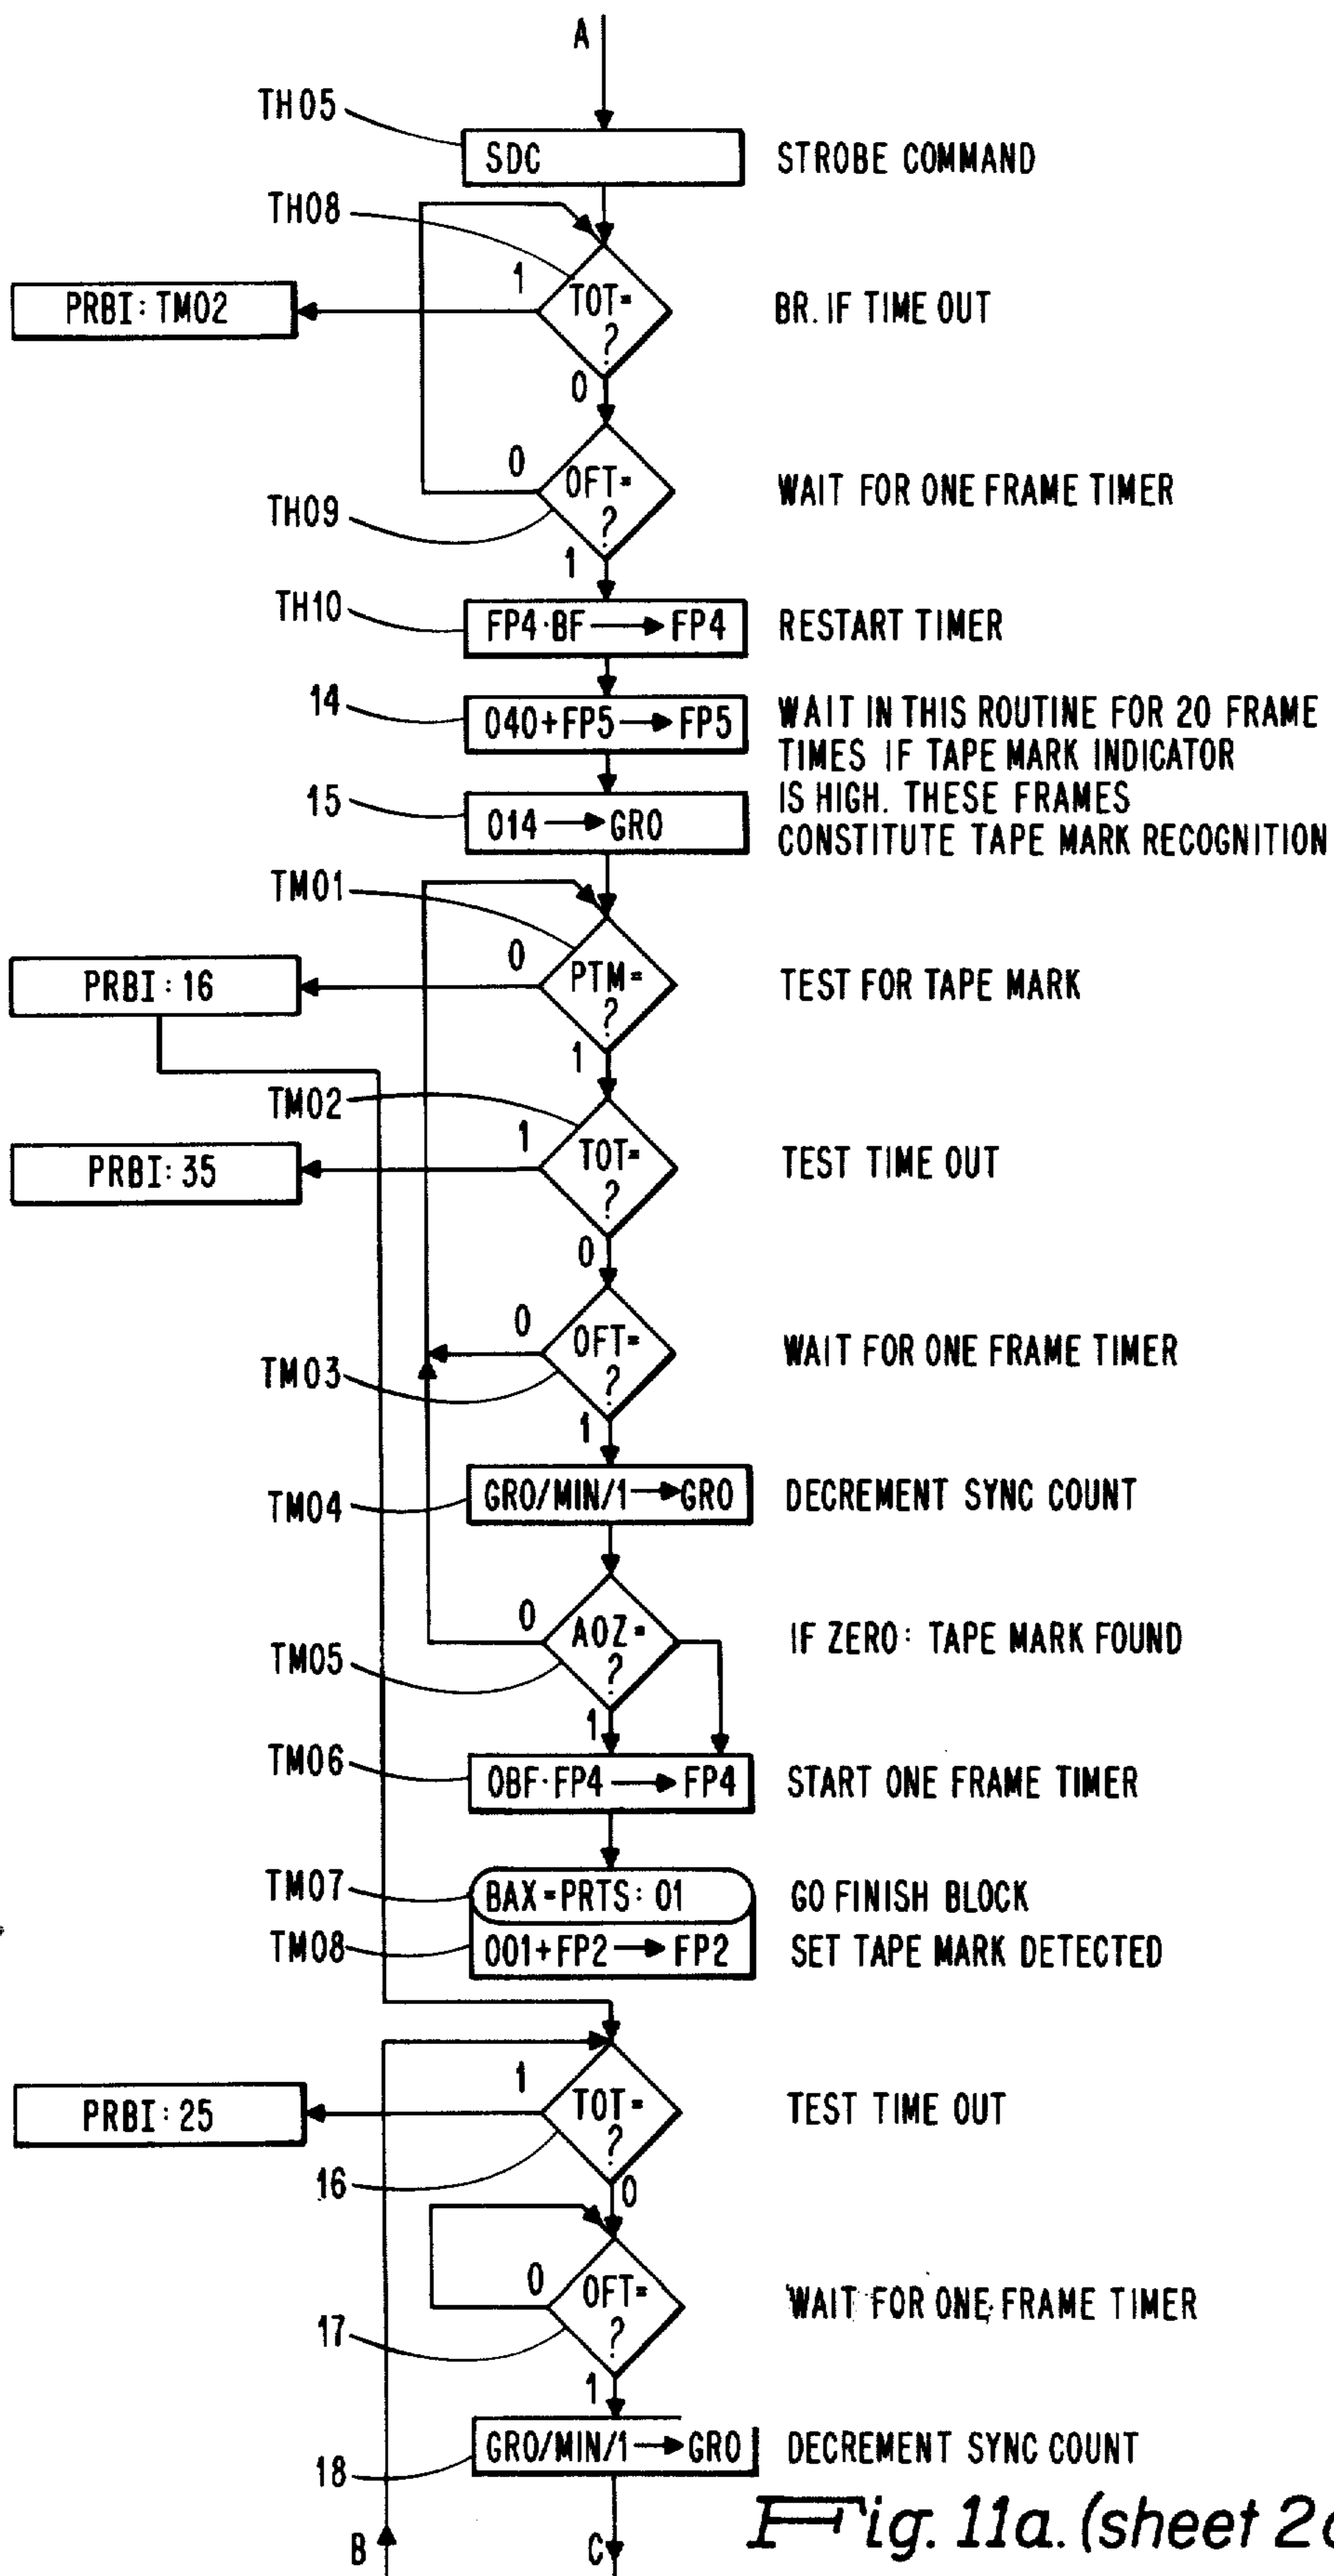 A
TH05
SDC
STROBE COMMAND
TH08
1
TOT=
?
PRBI: TM02
BR. IF TIME OUT
0
0
OFT=
?
WAIT FOR ONE FRAME TIMER
TH09
1
TH10
FP4·BF → FP4
RESTART TIMER
14
040+FP5 → FP5
WAIT IN THIS ROUTINE FOR 20 FRAME
TIMES IF TAPE MARK INDICATOR
15
014 → GR0
IS HIGH. THESE FRAMES
CONSTITUTE TAPE MARK RECOGNITION
TM01
0
PTM=
?
PRBI: 16
TEST FOR TAPE MARK
1
TM02
1
TOT=
?
PRBI: 35
TEST TIME OUT
0
0
OFT=
?
WAIT FOR ONE FRAME TIMER
TM03
1
TM04
GR0/MIN/1 → GR0
DECREMENT SYNC COUNT
0
A0Z=
?
IF ZERO: TAPE MARK FOUND
TM05
1
TM06
0BF·FP4 → FP4
START ONE FRAME TIMER
TM07
BAX=PRTS: 01
GO FINISH BLOCK
TM08
001+FP2 → FP2
SET TAPE MARK DETECTED
1
TOT=
?
PRBI: 25
TEST TIME OUT
16
0
0
OFT=
?
WAIT FOR ONE FRAME TIMER
17
1
18
GR0/MIN/1 → GR0
DECREMENT SYNC COUNT
B
C
Fig. 11a. (sheet 2